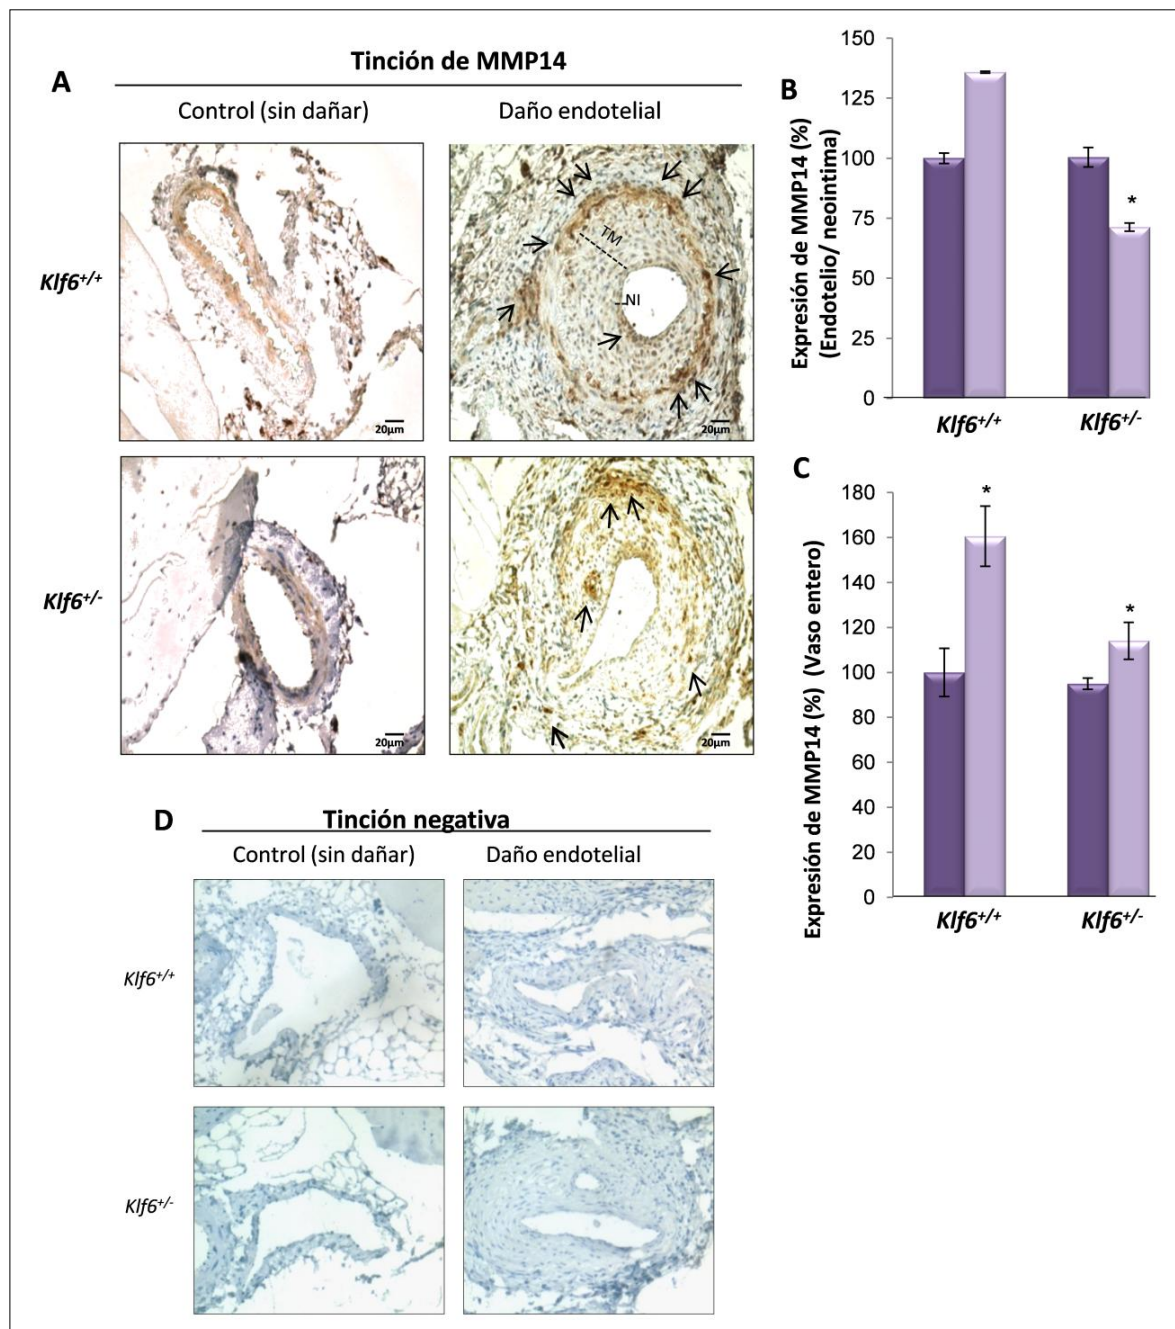 A
Tinción de MMP14
Control (sin dañar)
Daño endotelial
Klf6+/+
TM
NI
20µm
20µm
Klf6+/-
20µm
20µm
B
Expresión de MMP14 (%)
(Endotelio/ neointima)
150
125
100
75
50
25
0
*
Klf6+/+
Klf6+/-
C
Expresión de MMP14 (%) (Vaso entero)
180
160
140
120
100
80
60
40
20
0
*
*
Klf6+/+
Klf6+/-
D
Tinción negativa
Control (sin dañar)
Daño endotelial
Klf6+/+
Klf6+/-